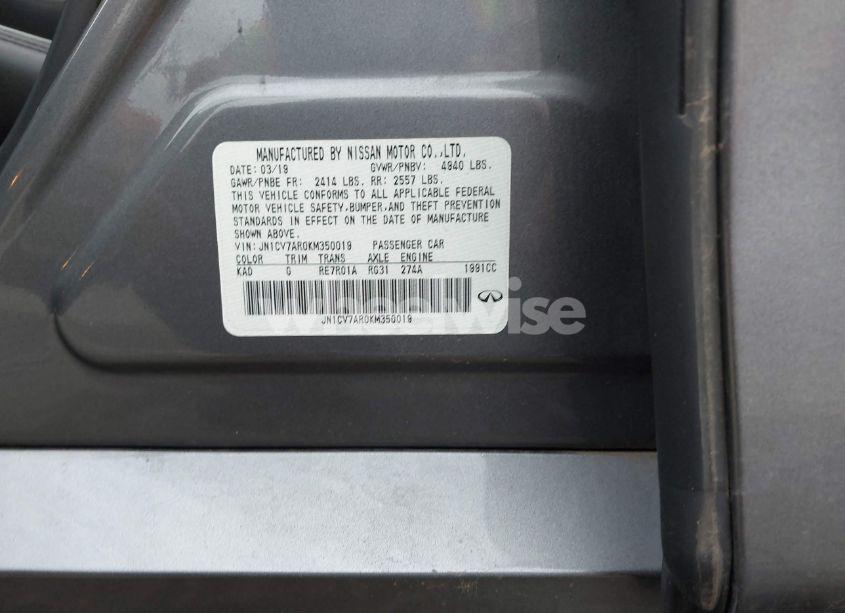 MANUFACTURED BY NISSAN MOTOR CO.,LTD.
DATE: 03/19 GVWR/PNBV: 4940 LBS.
GAWR/PNBE FR: 2414 LBS. RR: 2557 LBS.
THIS VEHICLE CONFORMS TO ALL APPLICABLE FEDERAL
MOTOR VEHICLE SAFETY,BUMPER,AND THEFT PREVENTION
STANDARDS IN EFFECT ON THE DATE OF MANUFACTURE
SHOWN ABOVE.
VIN: JN1CV7AR0KM350019 PASSENGER CAR
COLOR TRIM TRANS AXLE ENGINE
KAD G RE7R01A RG31 274A 1991CC
JN1CV7AR0KM350019